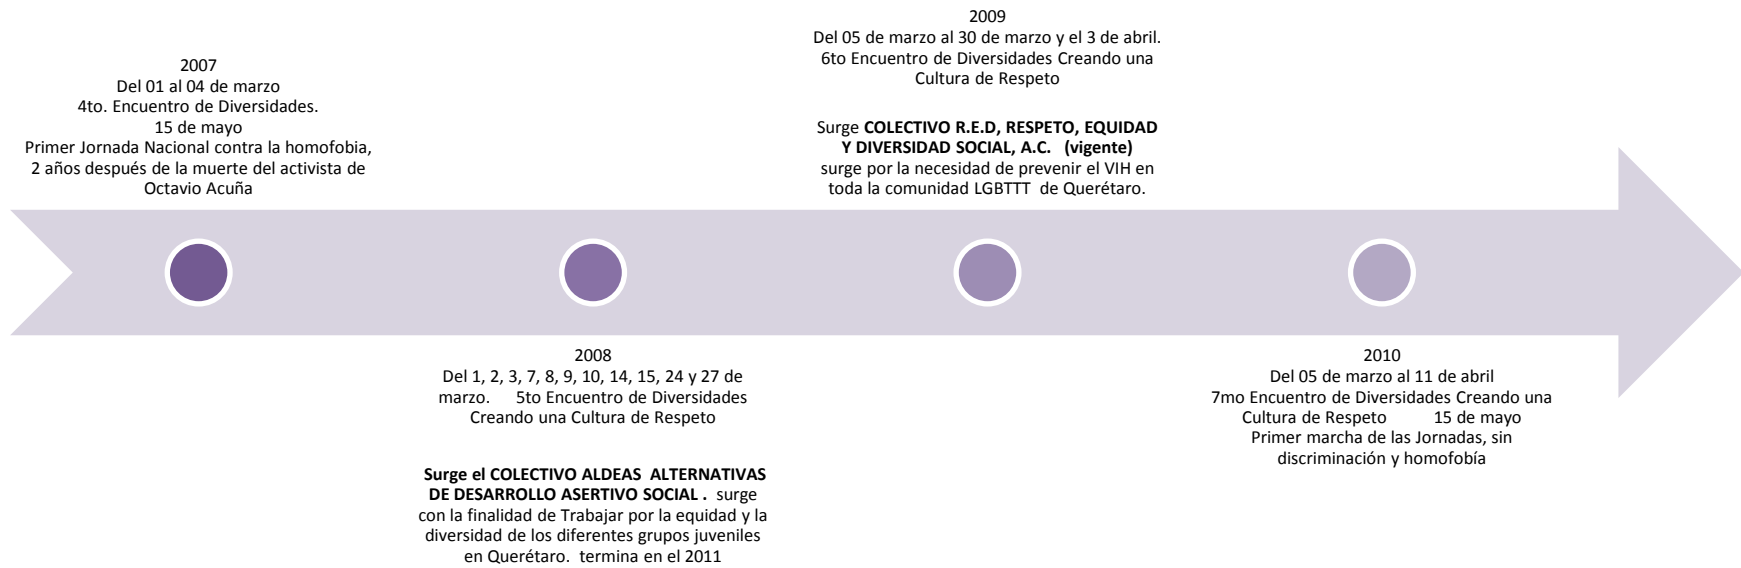 2007
Del 01 al 04 de marzo
4to. Encuentro de Diversidades.
15 de mayo
Primer Jornada Nacional contra la homofobia,
2 años después de la muerte del activista de
Octavio Acuña
2008
Del 1, 2, 3, 7, 8, 9, 10, 14, 15, 24 y 27 de
marzo. 5to Encuentro de Diversidades
Creando una Cultura de Respeto
Surge el COLECTIVO ALDEAS ALTERNATIVAS
DE DESARROLLO ASERTIVO SOCIAL . surge
con la finalidad de Trabajar por la equidad y la
diversidad de los diferentes grupos juveniles
en Querétaro. termina en el 2011
2009
Del 05 de marzo al 30 de marzo y el 3 de abril.
6to Encuentro de Diversidades Creando una
Cultura de Respeto
Surge COLECTIVO R.E.D, RESPETO, EQUIDAD
Y DIVERSIDAD SOCIAL, A.C. (vigente)
surge por la necesidad de prevenir el VIH en
toda la comunidad LGBTTT de Querétaro.
2010
Del 05 de marzo al 11 de abril
7mo Encuentro de Diversidades Creando una
Cultura de Respeto 15 de mayo
Primer marcha de las Jornadas, sin
discriminación y homofobía